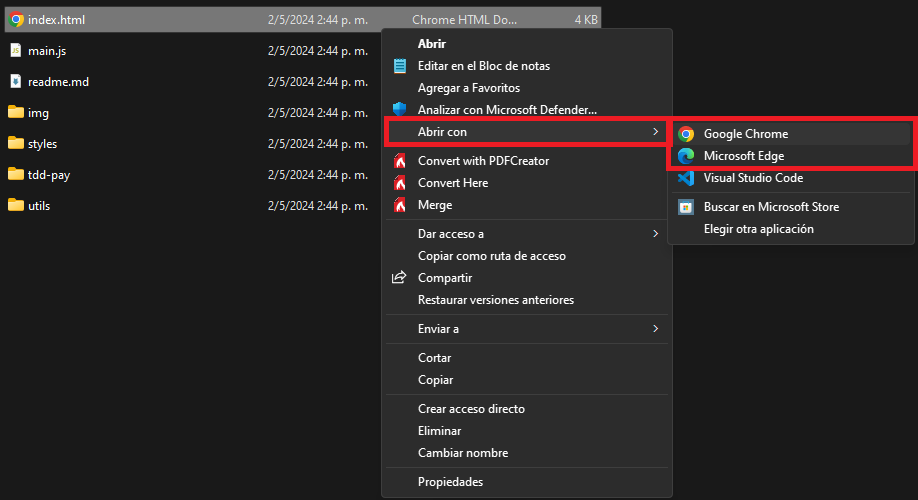 index.html 2/5/2024 2:44 p. m. Chrome HTML Do... 4 KB
main.js 2/5/2024 2:44 p. m.
readme.md 2/5/2024 2:44 p. m.
img 2/5/2024 2:44 p. m.
styles 2/5/2024 2:44 p. m.
tdd-pay 2/5/2024 2:44 p. m.
utils 2/5/2024 2:44 p. m.
Abrir
Editar en el Bloc de notas
Agregar a Favoritos
Analizar con Microsoft Defender...
Abrir con
Convert with PDFCreator
Convert Here
Merge
Dar acceso a
Copiar como ruta de acceso
Compartir
Restaurar versiones anteriores
Enviar a
Cortar
Copiar
Crear acceso directo
Eliminar
Cambiar nombre
Propiedades
Google Chrome
Microsoft Edge
Visual Studio Code
Buscar en Microsoft Store
Elegir otra aplicación